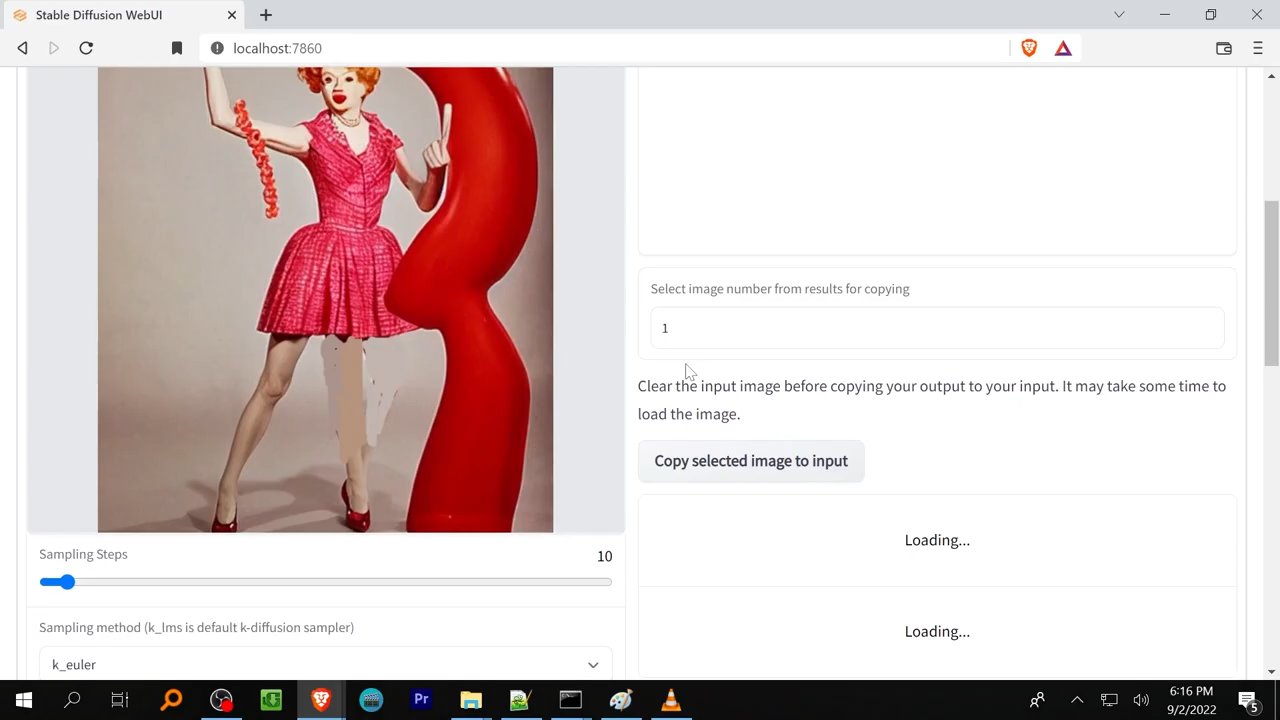 Stable Diffusion WebUI
localhost:7860
Select image number from results for copying
1
Clear the input image before copying your output to your input. It may take some time to
load the image.
Copy selected image to input
Loading...
Loading...
Sampling Steps
10
Sampling method (k_lms is default k-diffusion sampler)
k_euler
Pr
6:16 PM
9/2/2022
5